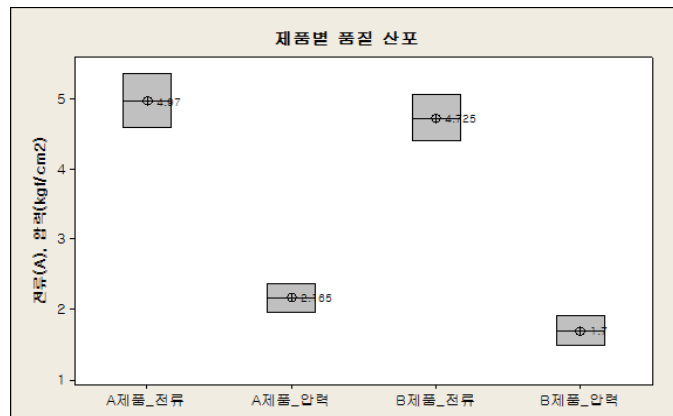 제품별 품질 산포
전류(A), 압력(kgf/cm2)
5
4
3
2
1
4.97
2.165
4.725
1.7
A제품_전류
A제품_압력
B제품_전류
B제품_압력